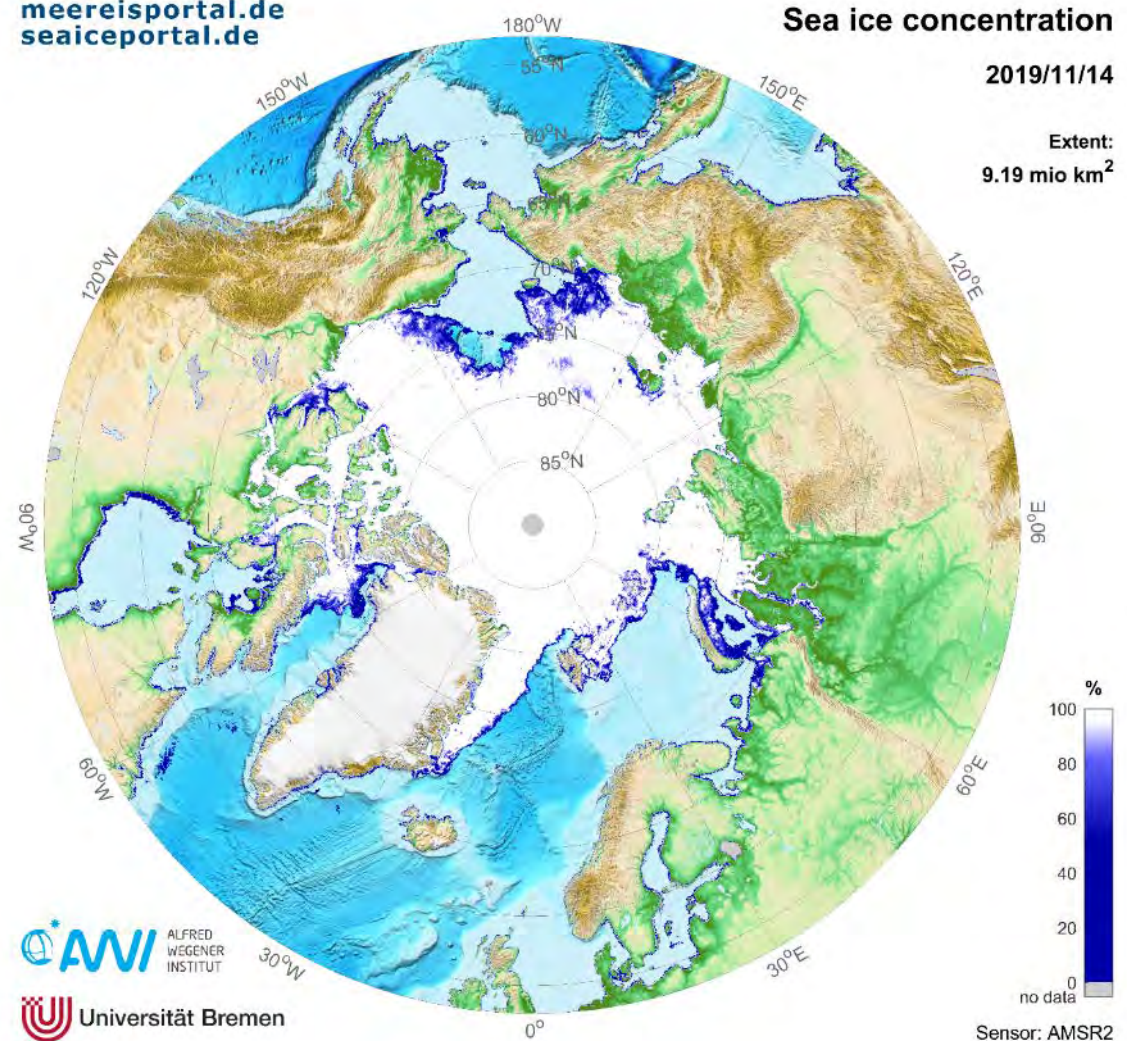 meereisportal.de
seaiceportal.de
Sea ice concentration
2019/11/14
Extent:
9.19 mio km²
180°W
150°W
150°E
120°W
120°E
90°W
90°E
60°W
60°E
30°W
30°E
0°
55°N
60°N
65°N
70°N
75°N
80°N
85°N
%
100
80
60
40
20
0
no data
Sensor: AMSR2
AWI
ALFRED
WEGENER
INSTITUT
Universität Bremen